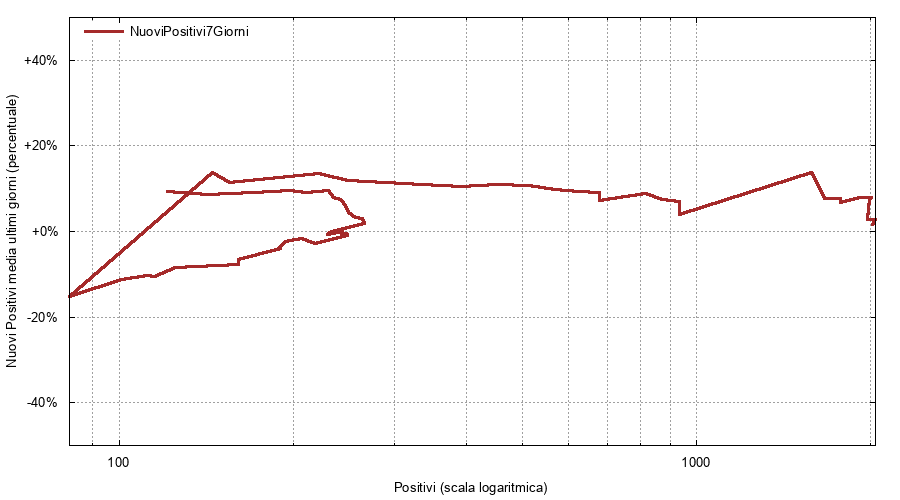 NuoviPositivi7Giorni
+40%
+20%
+0%
-20%
-40%
Nuovi Positivi media ultimi giorni (percentuale)
100
1000
Positivi (scala logaritmica)